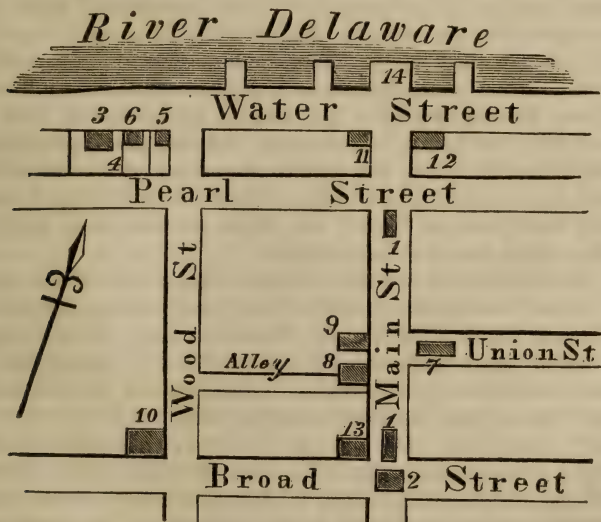 River Delaware
14
Water Street
3 6 5
4
11
12
Pearl Street
1
Wood St
Main St
9
Alley 8
7 Union St
10
13
1
Broad Street
2